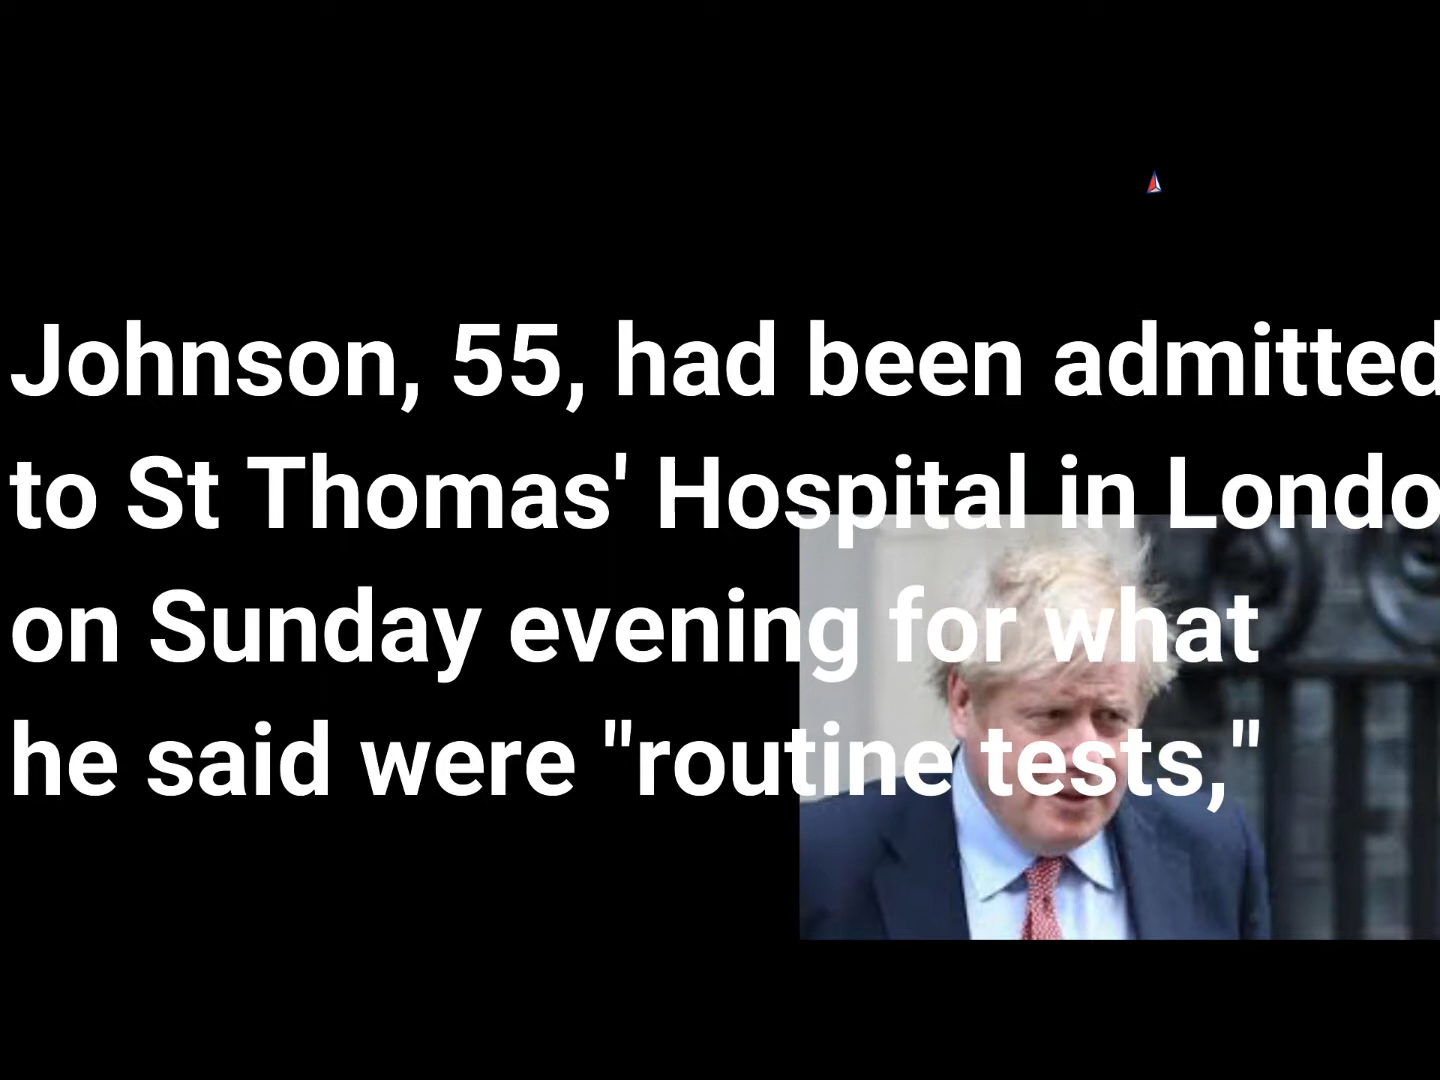 Johnson, 55, had been admitted
to St Thomas' Hospital in Londo
on Sunday evening for what
he said were "routine tests,"